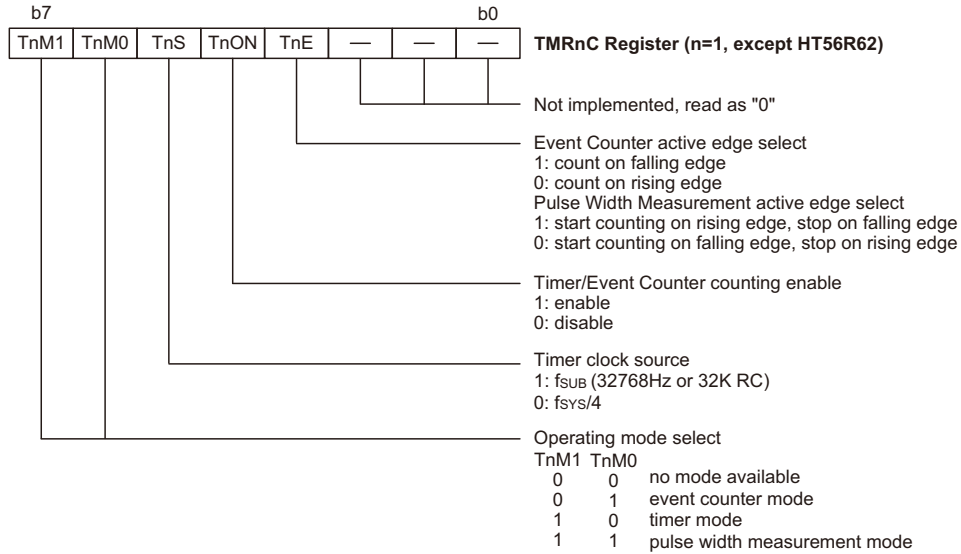 b7 b0
TnM1 TnM0 TnS TnON TnE — — — TMRnC Register (n=1, except HT56R62)
Not implemented, read as "0"
Event Counter active edge select
1: count on falling edge
0: count on rising edge
Pulse Width Measurement active edge select
1: start counting on rising edge, stop on falling edge
0: start counting on falling edge, stop on rising edge
Timer/Event Counter counting enable
1: enable
0: disable
Timer clock source
1: fSUB (32768Hz or 32K RC)
0: fSYS/4
Operating mode select
TnM1 TnM0
0 0 no mode available
0 1 event counter mode
1 0 timer mode
1 1 pulse width measurement mode